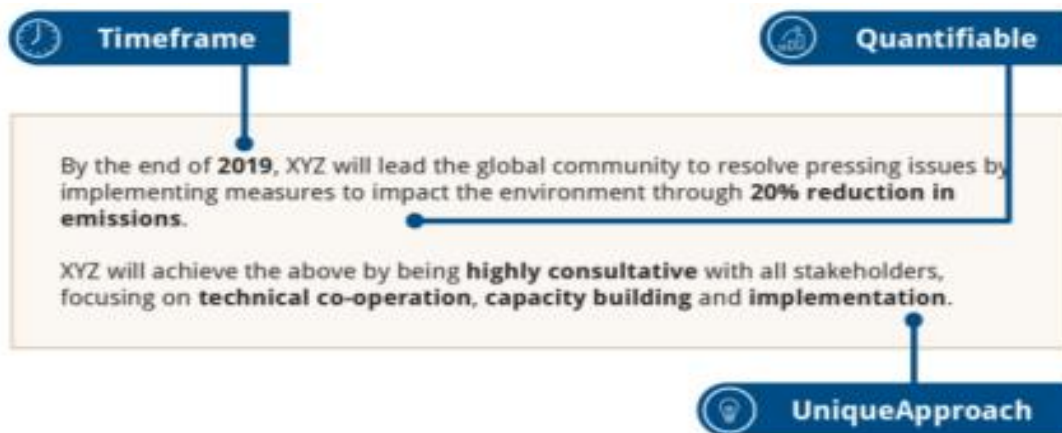 Timeframe
Quantifiable
By the end of 2019, XYZ will lead the global community to resolve pressing issues by
implementing measures to impact the environment through 20% reduction in
emissions.
XYZ will achieve the above by being highly consultative with all stakeholders,
focusing on technical co-operation, capacity building and implementation.
UniqueApproach